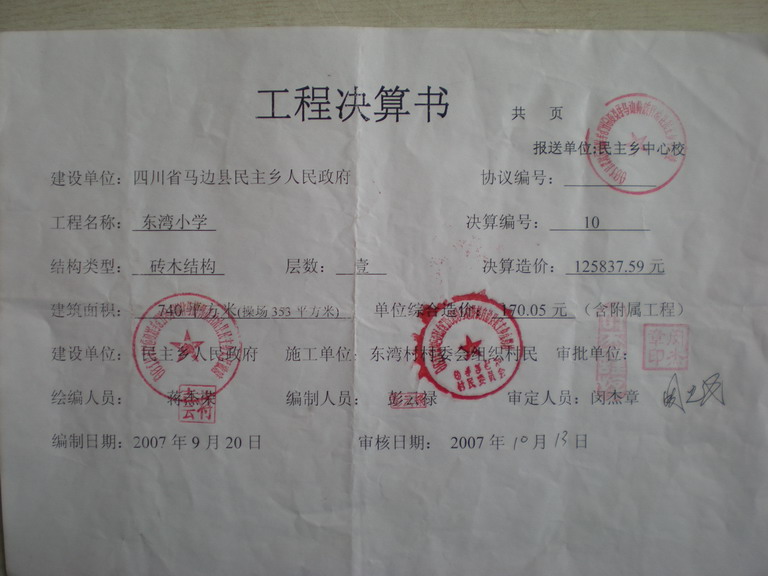 工程决算书 共 页
报送单位:民主乡中心校
建设单位：四川省马边县民主乡人民政府 协议编号：
工程名称：东湾小学 决算编号： 10
结构类型：砖木结构 层数：壹 决算造价：125837.59 元
建筑面积：740 平方米(操场 353 平方米) 单位综合造价：170.05 元 （含附属工程）
建设单位：民主乡人民政府 施工单位：东湾村村委会组织村民 审批单位：
绘编人员： 编制人员： 审定人员：闵杰章
编制日期：2007 年 9 月 20 日 审核日期： 2007 年 10 月 13 日